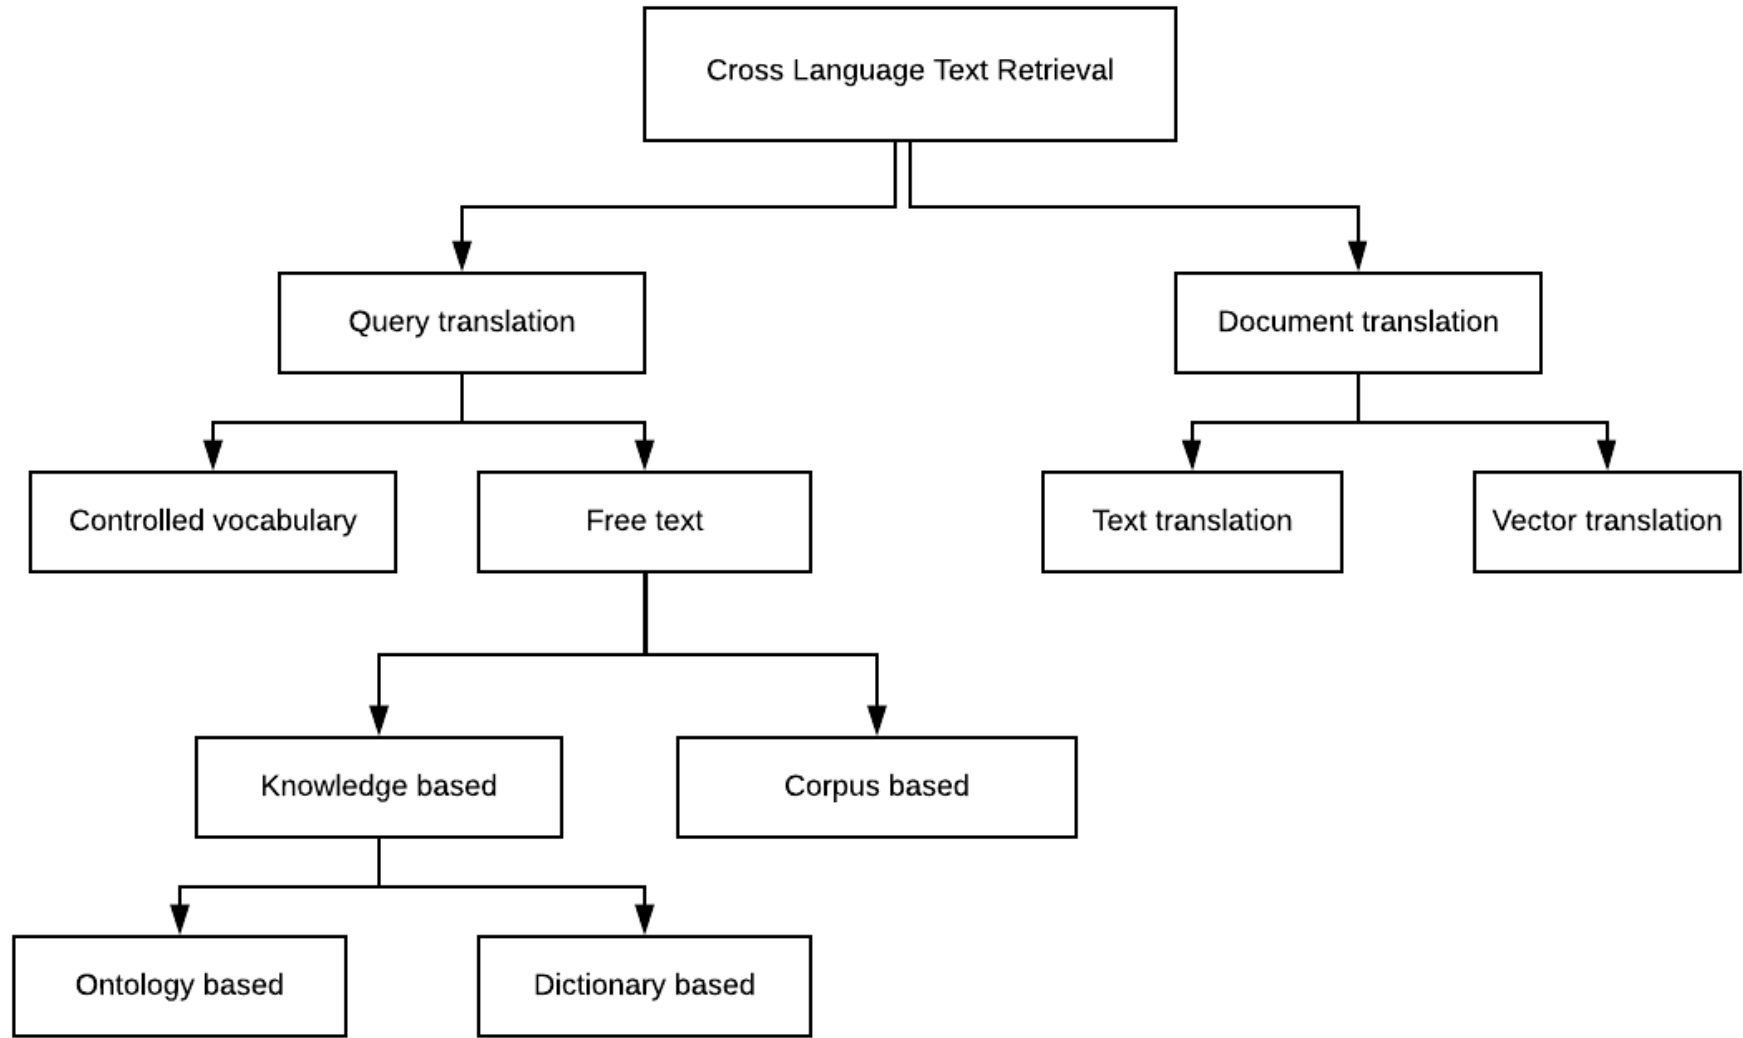 Cross Language Text Retrieval
Query translation
Document translation
Controlled vocabulary
Free text
Text translation
Vector translation
Knowledge based
Corpus based
Ontology based
Dictionary based